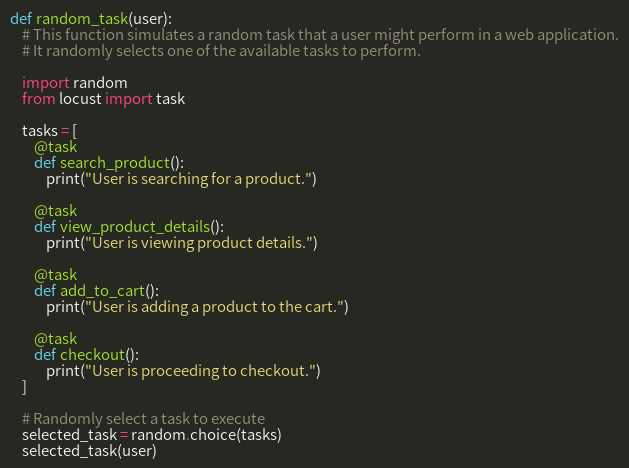 def random_task(user):
# This function simulates a random task that a user might perform in a web application.
# It randomly selects one of the available tasks to perform.
import random
from locust import task
tasks = [
@task
def search_product():
print("User is searching for a product.")
@task
def view_product_details():
print("User is viewing product details.")
@task
def add_to_cart():
print("User is adding a product to the cart.")
@task
def checkout():
print("User is proceeding to checkout.")
]
# Randomly select a task to execute
selected_task = random.choice(tasks)
selected_task(user)